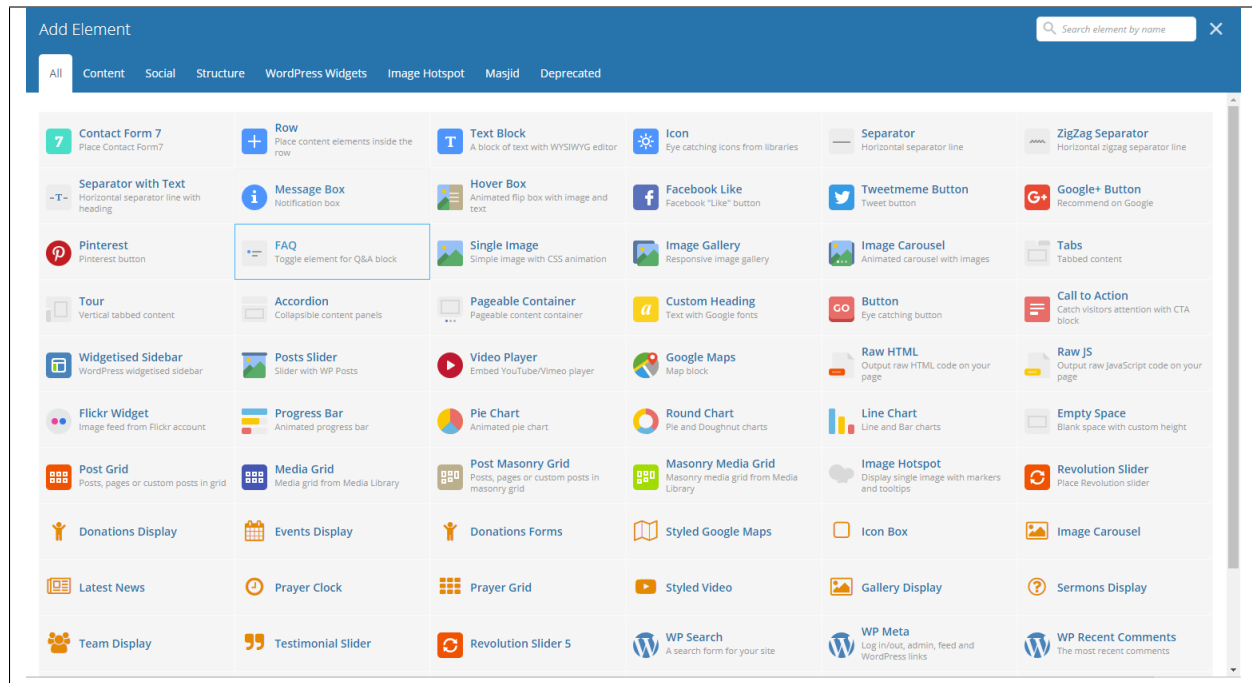 Add Element
Search element by name
All Content Social Structure WordPress Widgets Image Hotspot Masjid Deprecated
7
Contact Form 7
Place Contact Form7
Row
Place content elements inside the
row
T
Text Block
A block of text with WYSIWYG editor
Icon
Eye catching icons from libraries
Separator
Horizontal separator line
ZigZag Separator
Horizontal zigzag separator line
-T-
Separator with Text
Horizontal separator line with
heading
i
Message Box
Notification box
Hover Box
Animated flip box with image and
text
f
Facebook Like
Facebook "Like" button
Tweetmeme Button
Tweet button
G+
Google+ Button
Recommend on Google
Pinterest
Pinterest button
FAQ
Toggle element for Q&A block
Single Image
Simple image with CSS animation
Image Gallery
Responsive image gallery
Image Carousel
Animated carousel with images
Tabs
Tabbed content
Tour
Vertical tabbed content
Accordion
Collapsible content panels
Pageable Container
Pageable content container
a
Custom Heading
Text with Google fonts
GO
Button
Eye catching button
Call to Action
Catch visitors attention with CTA
block
Widgetised Sidebar
WordPress widgetised sidebar
Posts Slider
Slider with WP Posts
Video Player
Embed YouTube/Vimeo player
Google Maps
Map block
Raw HTML
Output raw HTML code on your
page
Raw JS
Output raw JavaScript code on your
page
Flickr Widget
Image feed from Flickr account
Progress Bar
Animated progress bar
Pie Chart
Animated pie chart
Round Chart
Pie and Doughnut charts
Line Chart
Line and Bar charts
Empty Space
Blank space with custom height
Post Grid
Posts, pages or custom posts in grid
Media Grid
Media grid from Media Library
Post Masonry Grid
Posts, pages or custom posts in
masonry grid
Masonry Media Grid
Masonry media grid from Media
Library
Image Hotspot
Display single image with markers
and tooltips
Revolution Slider
Place Revolution slider
Donations Display
Events Display
Donations Forms
Styled Google Maps
Icon Box
Image Carousel
Latest News
Prayer Clock
Prayer Grid
Styled Video
Gallery Display
Sermons Display
Team Display
Testimonial Slider
Revolution Slider 5
WP Search
A search form for your site
WP Meta
Log in/out, admin, feed and
WordPress links
WP Recent Comments
The most recent comments